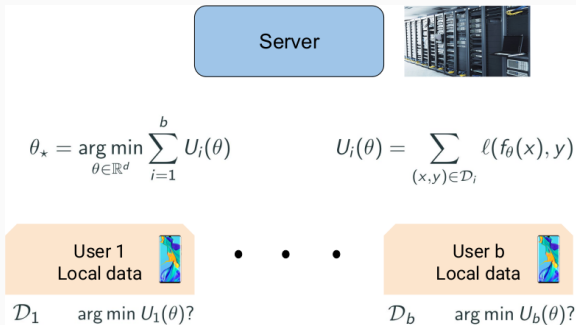 Server
θ⋆ = arg min_{θ∈ℝ^d} ∑_{i=1}^{b} U_i(θ)
U_i(θ) = ∑_{(x,y)∈𝒟_i} ℓ(f_θ(x), y)
User 1
Local data
• • •
User b
Local data
𝒟_1 arg min U_1(θ)?
𝒟_b arg min U_b(θ)?